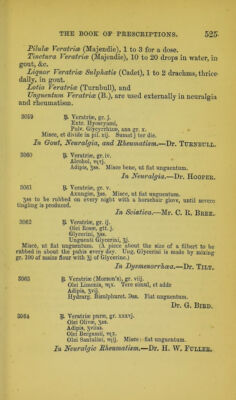 THE BOOK OF PRESCRIPTIONS. 525
Pilulæ Veratriæ (Majendie), 1 to 3 for a dose.
Tinctura Veratriæ (Majendie), 10 to 20 drops in water, in
gout, &c.
Liquor Veratriæ Sulphatis (Cadet), 1 to 2 drachms, thrice
daily, in gout.
Lotio Veratriæ (Turnbull), and
Unguentum Veratriæ (B.), are used externally in neuralgia
and rheumatism.
3059 ℞ Veratriæ, gr. j.
Extr. Hyoscyami,
Pulv. Glycyrrhizæ, ana gr. x.
Misce, et divide in pil. xij. Sumat j ter die.
In Gout, Neuralgia, and Rheumatism.—Dr. TURNBULL.
3060 ℞ Veratriæ, gr. iv.
Alcohol, ♏vj.
Adipis, ʒss. Misce bene, ut fiat unguentum.
In Neuralgia.—Dr. HOOPER.
3061 ℞ Veratriæ, gr. v.
Axungiæ, ʒss. Misce, ut fiat unguentum.
ʒss to be rubbed on every night with a horsehair glove, until severe
tingling is produced.
In Sciatica.—Mr. C. R. BREE.
3062 ℞ Veratriæ, gr. ij.
Olei Rosæ, gtt. j.
Glycerini, ʒss.
Unguenti Glycerini, ℥j.
Misce, ut fiat unguentum. (A piece about the size of a filbert to be
rubbed in about the pubis every day. Ung. Glycerini is made by mixing
gr. 100 of maize flour with ℥j of Glycerine.)
In Dysmenorrhœa.—Dr. TILT.
3063 ℞ Veratriæ (Morson's), gr. viij.
Olei Limonis, ♏x. Tere simul, et adde
Adipis, ʒvij.
Hydrarg. Bisulphuret. ʒss. Fiat unguentum.
Dr. G. BIRD.
3064 ℞ Veratriæ puræ, gr. xxxvj.
Olei Olivæ, ʒss.
Adipis, ʒviiss.
Olei Bergamii, ♏x.
Olei Santalini, ♏ij. Misce: fiat unguentum.
In Neuralgic Rheumatism.—Dr. H. W. FULLER.